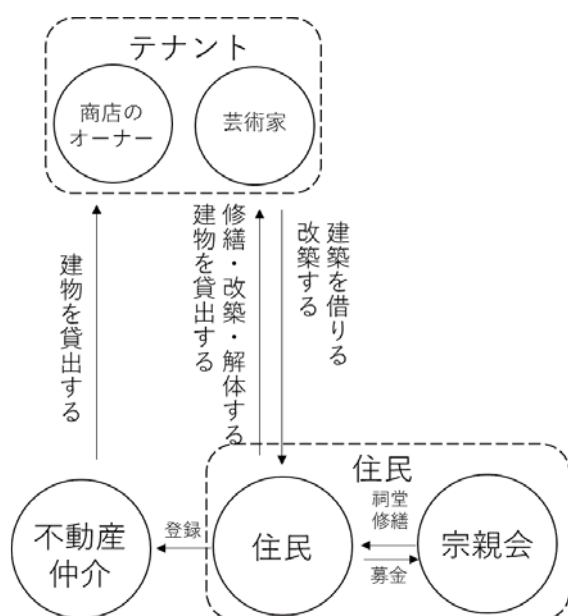 テナント
商店の
オーナー
芸術家
建物を貸出する
修繕・改築・解体する
建物を貸出する
建築を借りる
改築する
住民
不動産
仲介
登録
住民
祠堂
修繕
募金
宗親会